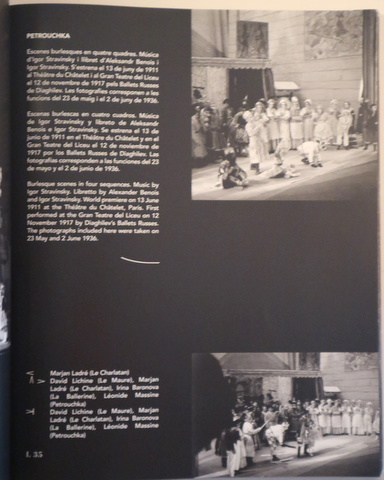 PETROUCHKA
Escenes burlesques en quatre quadres. Música
d'Igor Stravinsky i llibret d'Aleksandr Benois i
Igor Stravinsky. S'estrena el 13 de juny de 1911
al Théâtre du Châtelet i el Gran Teatre del Liceu
el 12 de novembre de 1917 pels Ballets Russes
de Diaghilev. Les fotografies corresponen a les
funcions del 23 de maig i el 2 de juny de 1936.
Escenas burlescas en cuatro cuadros. Música
de Igor Stravinsky y libreto de Aleksandr
Benois e Igor Stravinsky. Se estrena el 13 de
junio de 1911 en el Théâtre du Châtelet y en el
Gran Teatre del Liceu el 12 de noviembre de
1917 por los Ballets Russes de Diaghilev. Las
fotografías corresponden a las funciones del 23
de mayo y el 2 de junio de 1936.
Burlesque scenes in four sequences. Music by
Igor Stravinsky. Libretto by Alexander Benois
and Igor Stravinsky. World premiere on 13 June
1911 at the Théâtre du Châtelet, Paris. First
performed at the Gran Teatre del Liceu on 12
November 1917 by Diaghilev's Ballets Russes.
The photographs included here were taken on
23 May and 2 June 1936.
Marjan Ladré (Le Charlatan)
David Lichine (Le Maure), Marjan
Ladré (Le Charlatan), Irina Baronova
(La Ballerine), Léonide Massine
(Petrouchka)
David Lichine (Le Maure), Marjan
Ladré (Le Charlatan), Irina Baronova
(La Ballerine), Léonide Massine
(Petrouchka)
f. 35